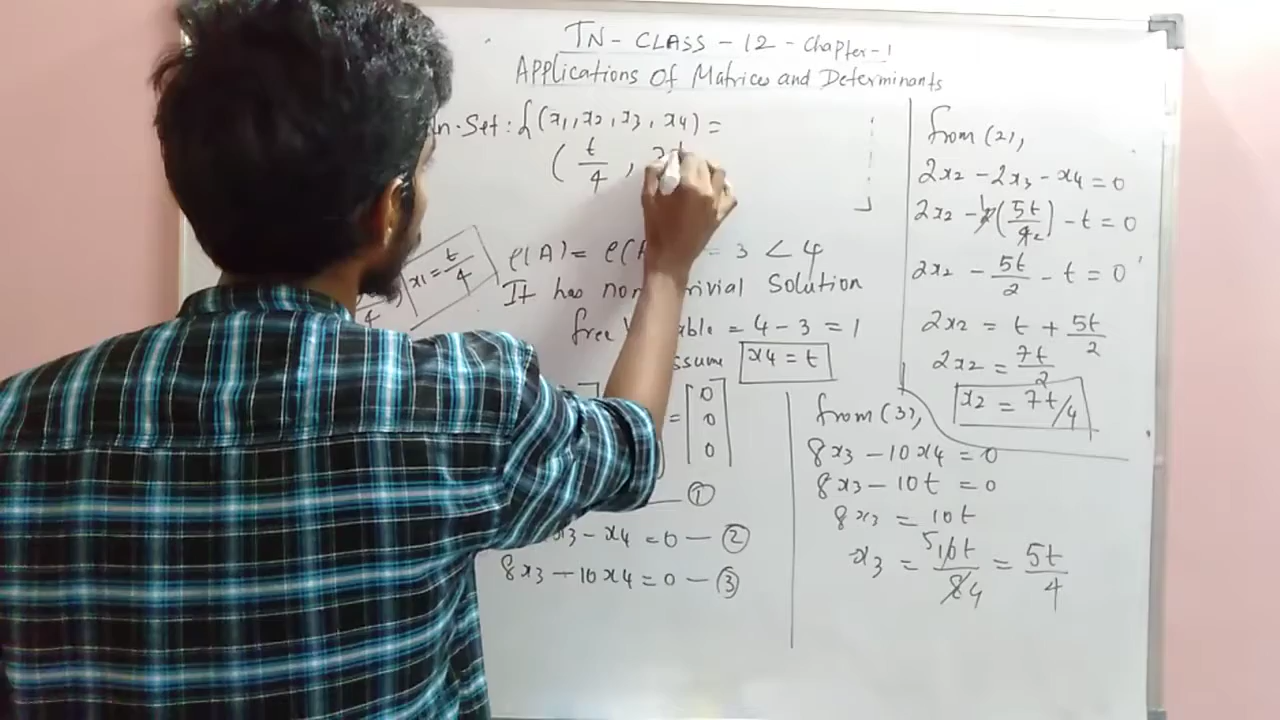 TN - CLASS - 12 - Chapter - 1
Applications Of Matrices and Determinants
n. Set : { (x1, x2, x3, x4) =
( t/4 ,
x1 = t/4
ρ(A) = ρ( = 3 < 4
It has non rivial Solution
free able = 4 - 3 = 1
ssume x4 = t
= [0 0 0]
①
x3 - x4 = 0 — ②
8x3 - 10x4 = 0 — ③
from (2),
2x2 - 2x3 - x4 = 0
2x2 - 2(5t/4) - t = 0
2x2 - 5t/2 - t = 0
2x2 = t + 5t/2
2x2 = 7t/2
x2 = 7t/4
from (3),
8x3 - 10x4 = 0
8x3 - 10t = 0
8x3 = 10t
x3 = 10t/8 = 5t/4